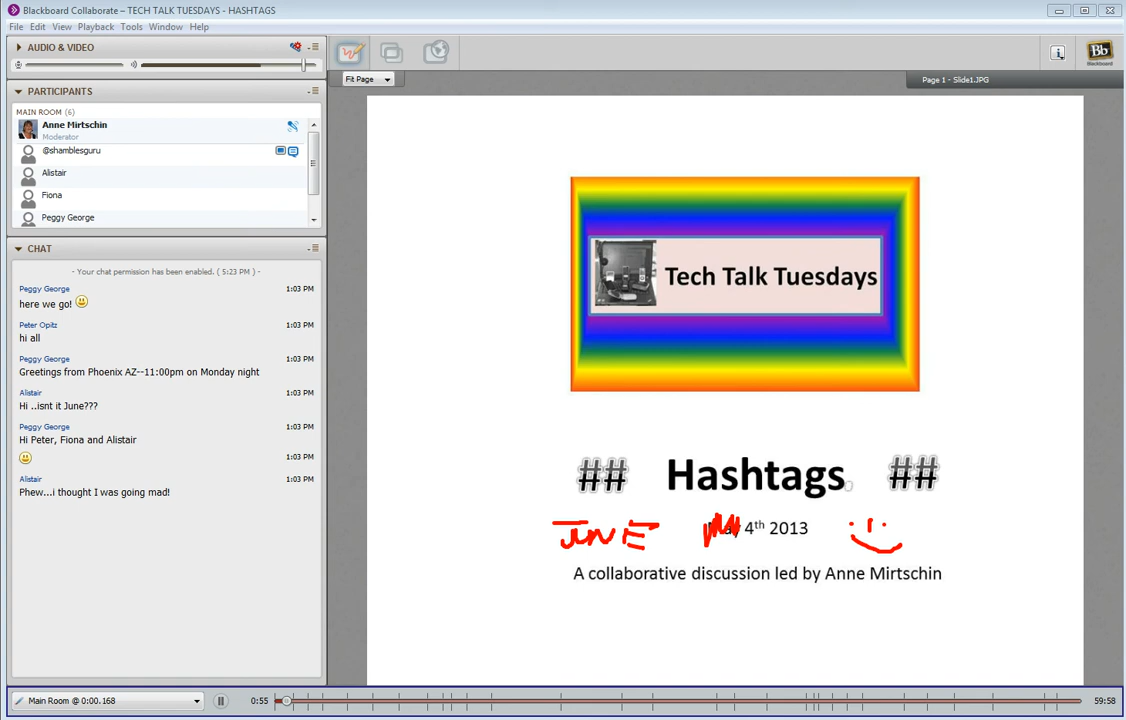 Blackboard Collaborate – TECH TALK TUESDAYS - HASHTAGS
File Edit View Playback Tools Window Help
AUDIO & VIDEO
PARTICIPANTS
MAIN ROOM (6)
Anne Mirtschin
Moderator
@shamblesguru
Alistair
Fiona
Peggy George
CHAT
- Your chat permission has been enabled. ( 5:23 PM ) -
Peggy George 1:03 PM
here we go!
Peter Opitz 1:03 PM
hi all
Peggy George 1:03 PM
Greetings from Phoenix AZ--11:00pm on Monday night
Alistair 1:03 PM
Hi ..isnt it June???
Peggy George 1:03 PM
Hi Peter, Fiona and Alistair
1:03 PM
Alistair 1:03 PM
Phew...i thought I was going mad!
Main Room @ 0:00.168
0:55
59:58
Fit Page
Page 1 - Slide1.JPG
Bb
Blackboard
Tech Talk Tuesdays
## Hashtags ##
JUNE May 4th 2013
A collaborative discussion led by Anne Mirtschin